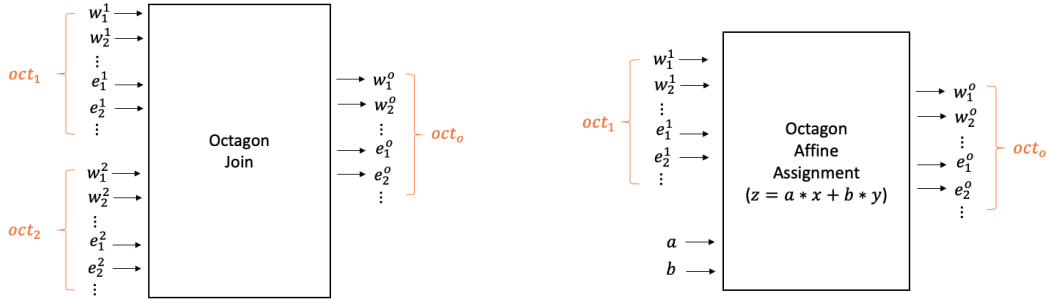 w₁¹
w₂¹
⋮
oct₁
e₁¹
e₂¹
⋮
w₁²
w₂²
⋮
oct₂
e₁²
e₂²
⋮
Octagon
Join
w₁ᵒ
w₂ᵒ
⋮
e₁ᵒ
e₂ᵒ
⋮
octₒ
w₁¹
w₂¹
⋮
oct₁
e₁¹
e₂¹
⋮
a
b
Octagon
Affine
Assignment
(z = a * x + b * y)
w₁ᵒ
w₂ᵒ
⋮
e₁ᵒ
e₂ᵒ
⋮
octₒ